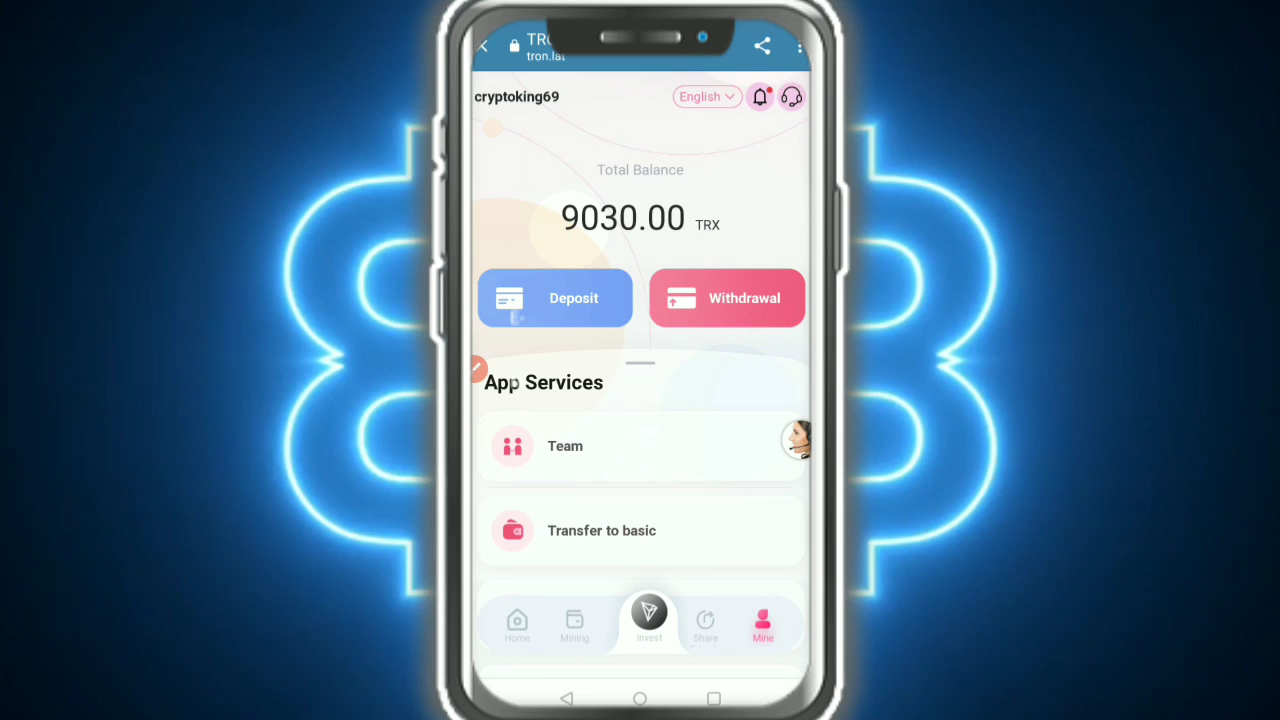 tron.lat
cryptoking69
English
Total Balance
9030.00 TRX
Deposit
Withdrawal
App Services
Team
Transfer to basic
Home
Mining
Invest
Share
Mine